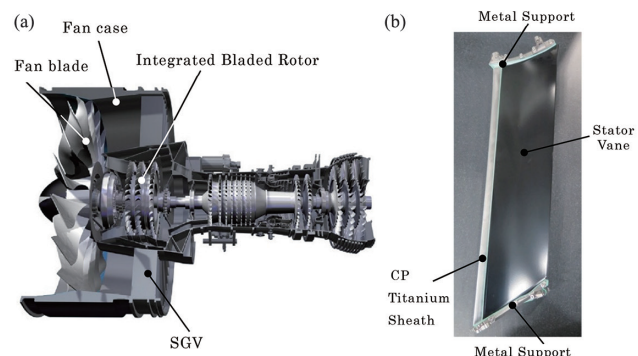 (a)
Fan case
Fan blade
Integrated Bladed Rotor
SGV
(b)
Metal Support
Stator
Vane
CP
Titanium
Sheath
Metal Support